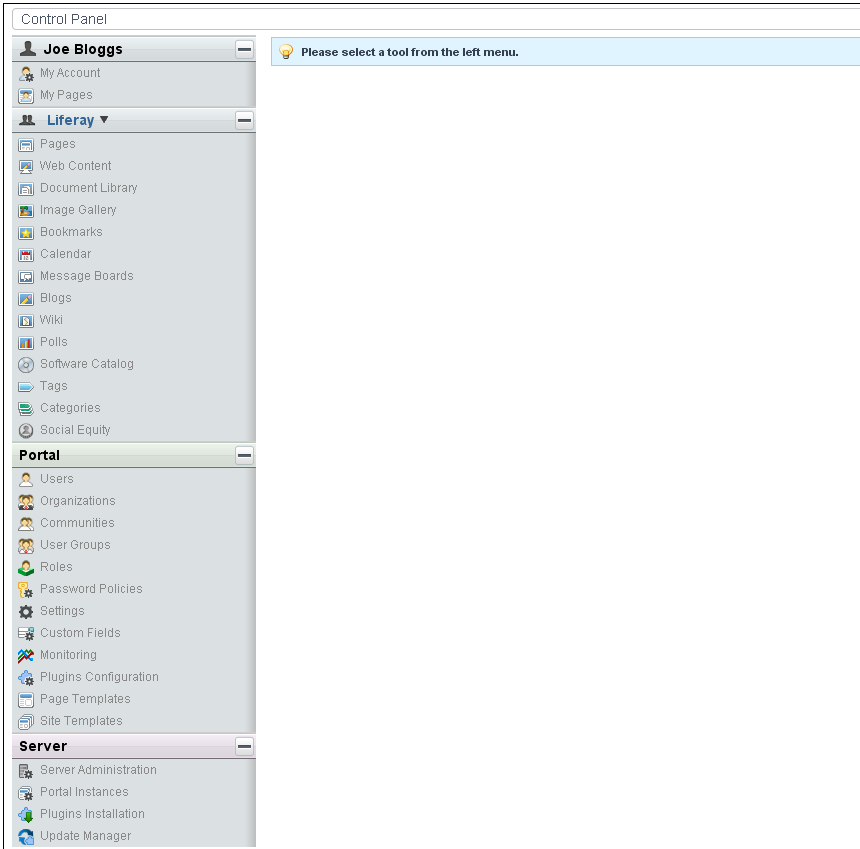 Control Panel
Joe Bloggs
My Account
My Pages
Liferay ▼
Pages
Web Content
Document Library
Image Gallery
Bookmarks
Calendar
Message Boards
Blogs
Wiki
Polls
Software Catalog
Tags
Categories
Social Equity
Portal
Users
Organizations
Communities
User Groups
Roles
Password Policies
Settings
Custom Fields
Monitoring
Plugins Configuration
Page Templates
Site Templates
Server
Server Administration
Portal Instances
Plugins Installation
Update Manager
Please select a tool from the left menu.